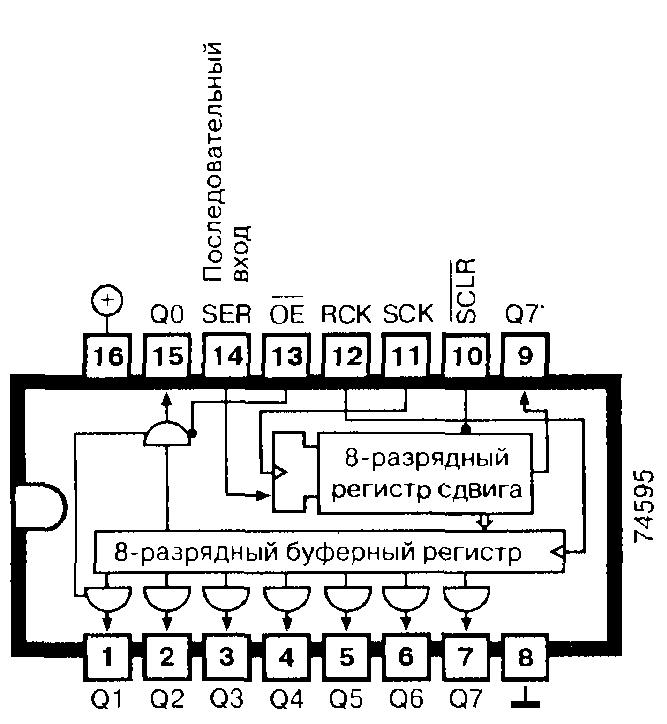 Последовательный
вход
+
Q0 SER OE RCK SCK SCLR Q7'
16 15 14 13 12 11 10 9
8-разрядный
регистр сдвига
74595
8-разрядный буферный регистр
1 2 3 4 5 6 7 8
Q1 Q2 Q3 Q4 Q5 Q6 Q7